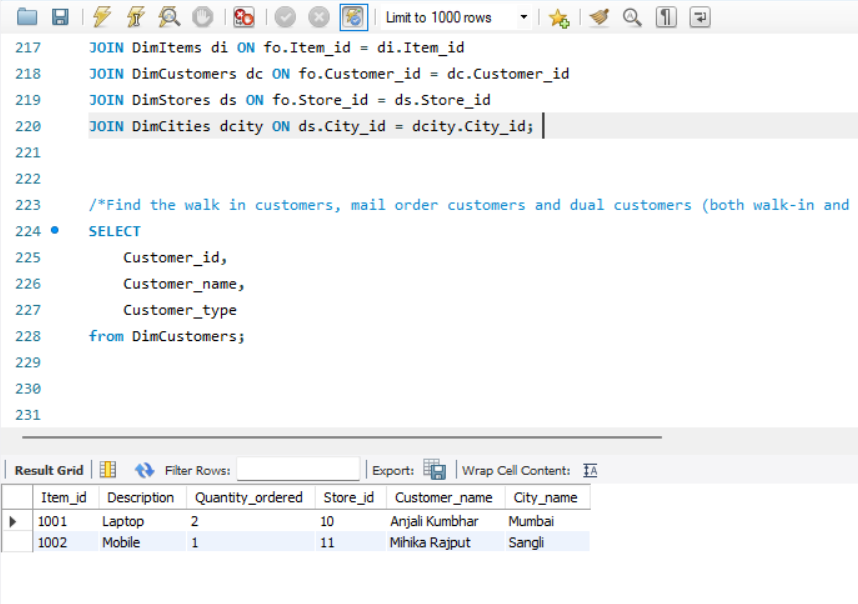 Limit to 1000 rows
217 JOIN DimItems di ON fo.Item_id = di.Item_id
218 JOIN DimCustomers dc ON fo.Customer_id = dc.Customer_id
219 JOIN DimStores ds ON fo.Store_id = ds.Store_id
220 JOIN DimCities dcity ON ds.City_id = dcity.City_id;
221
222
223 /*Find the walk in customers, mail order customers and dual customers (both walk-in and
224 SELECT
225 Customer_id,
226 Customer_name,
227 Customer_type
228 from DimCustomers;
229
230
231
Result Grid Filter Rows: Export: Wrap Cell Content: IA
Item_id Description Quantity_ordered Store_id Customer_name City_name
1001 Laptop 2 10 Anjali Kumbhar Mumbai
1002 Mobile 1 11 Mihika Rajput Sangli